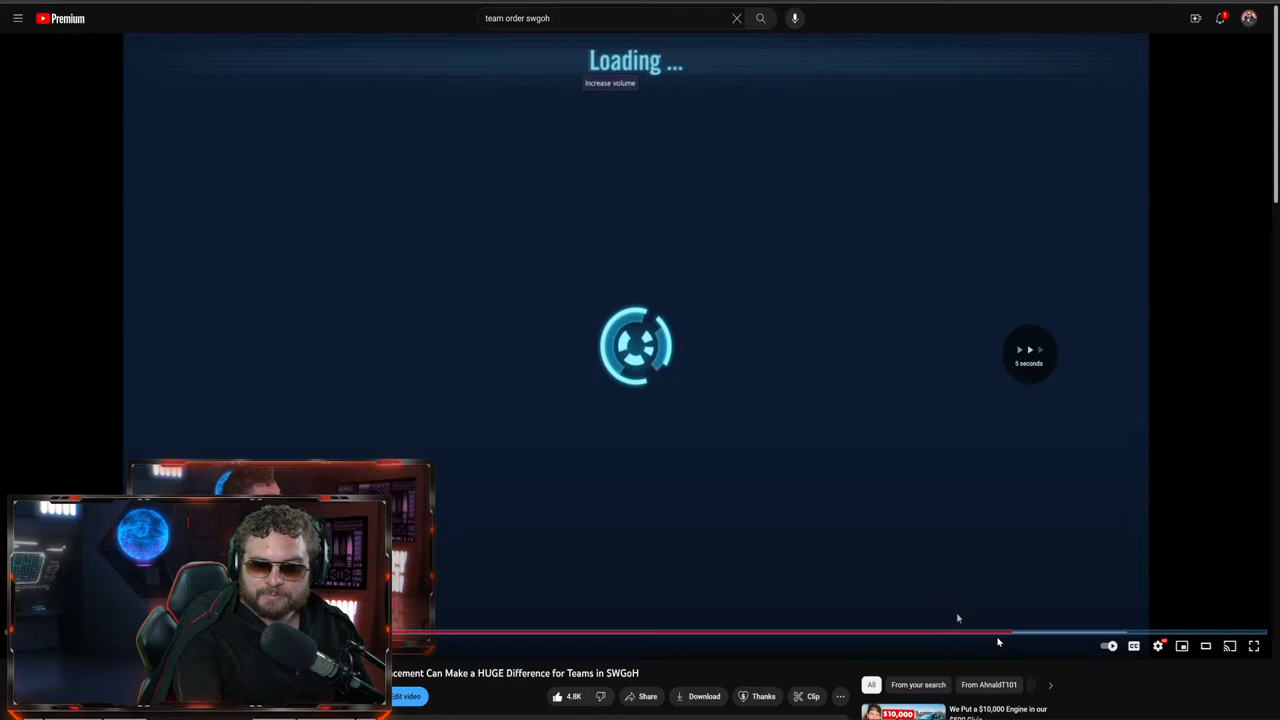 Premium
team order swgoh
1
Loading ...
Increase volume
5 seconds
cement Can Make a HUGE Difference for Teams in SWGoH
Edit video
4.8K
Share
Download
Thanks
Clip
All
From your search
From AhnaldT101
$10,000
We Put a $10,000 Engine in our